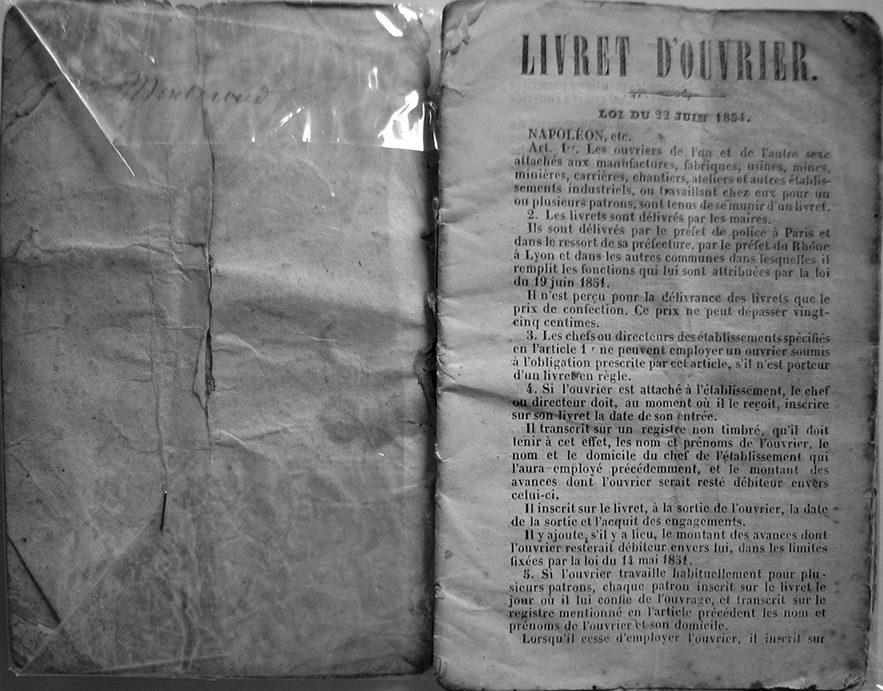 Montbroud
LIVRET D'OUVRIER.
LOI DU 22 JUIN 1854.
NAPOLÉON, etc.
Art. 1er. Les ouvriers de l'un et de l'autre sexe
attachés aux manufactures, fabriques, usines, mines,
minières, carrières, chantiers, ateliers et autres établis-
sements industriels, ou travaillant chez eux pour un
ou plusieurs patrons, sont tenus de se munir d'un livret.
2. Les livrets sont délivrés par les maires.
Ils sont délivrés par le préfet de police à Paris et
dans le ressort de sa préfecture, par le préfet du Rhône
à Lyon et dans les autres communes dans lesquelles il
remplit les fonctions qui lui sont attribuées par la loi
du 19 juin 1851.
Il n'est perçu pour la délivrance des livrets que le
prix de confection. Ce prix ne peut dépasser vingt-
cinq centimes.
3. Les chefs ou directeurs des établissements spécifiés
en l'article 1er ne peuvent employer un ouvrier soumis
à l'obligation prescrite par cet article, s'il n'est porteur
d'un livret en règle.
4. Si l'ouvrier est attaché à l'établissement, le chef
ou directeur doit, au moment où il le reçoit, inscrire
sur son livret la date de son entrée.
Il transcrit sur un registre non timbré, qu'il doit
tenir à cet effet, les nom et prénoms de l'ouvrier, le
nom et le domicile du chef de l'établissement qui
l'aura employé précédemment, et le montant des
avances dont l'ouvrier serait resté débiteur envers
celui-ci.
Il inscrit sur le livret, à la sortie de l'ouvrier, la date
de la sortie et l'acquit des engagements.
Il y ajoute, s'il y a lieu, le montant des avances dont
l'ouvrier resterait débiteur envers lui, dans les limites
fixées par la loi du 14 mai 1851.
5. Si l'ouvrier travaille habituellement pour plu-
sieurs patrons, chaque patron inscrit sur le livret le
jour où il lui confie de l'ouvrage, et transcrit sur le
registre mentionné en l'article précédent les nom et
prénoms de l'ouvrier et son domicile.
Lorsqu'il cesse d'employer l'ouvrier, il inscrit sur